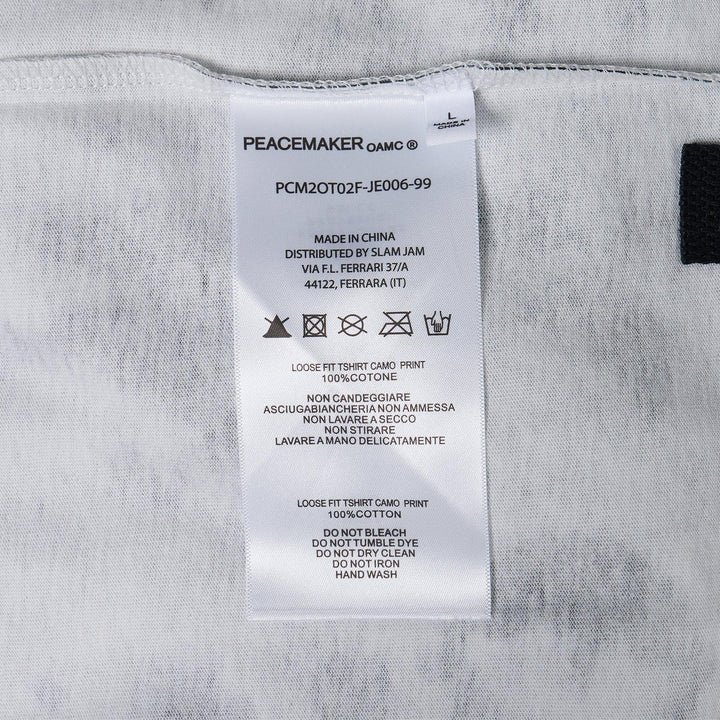 L
MADE IN
CHINA
PEACEMAKER OAMC ®
PCM2OT02F-JE006-99
MADE IN CHINA
DISTRIBUTED BY SLAM JAM
VIA F.L. FERRARI 37/A
44122, FERRARA (IT)
LOOSE FIT TSHIRT CAMO PRINT
100%COTONE
NON CANDEGGIARE
ASCIUGABIANCHERIA NON AMMESSA
NON LAVARE A SECCO
NON STIRARE
LAVARE A MANO DELICATAMENTE
LOOSE FIT TSHIRT CAMO PRINT
100%COTTON
DO NOT BLEACH
DO NOT TUMBLE DYE
DO NOT DRY CLEAN
DO NOT IRON
HAND WASH